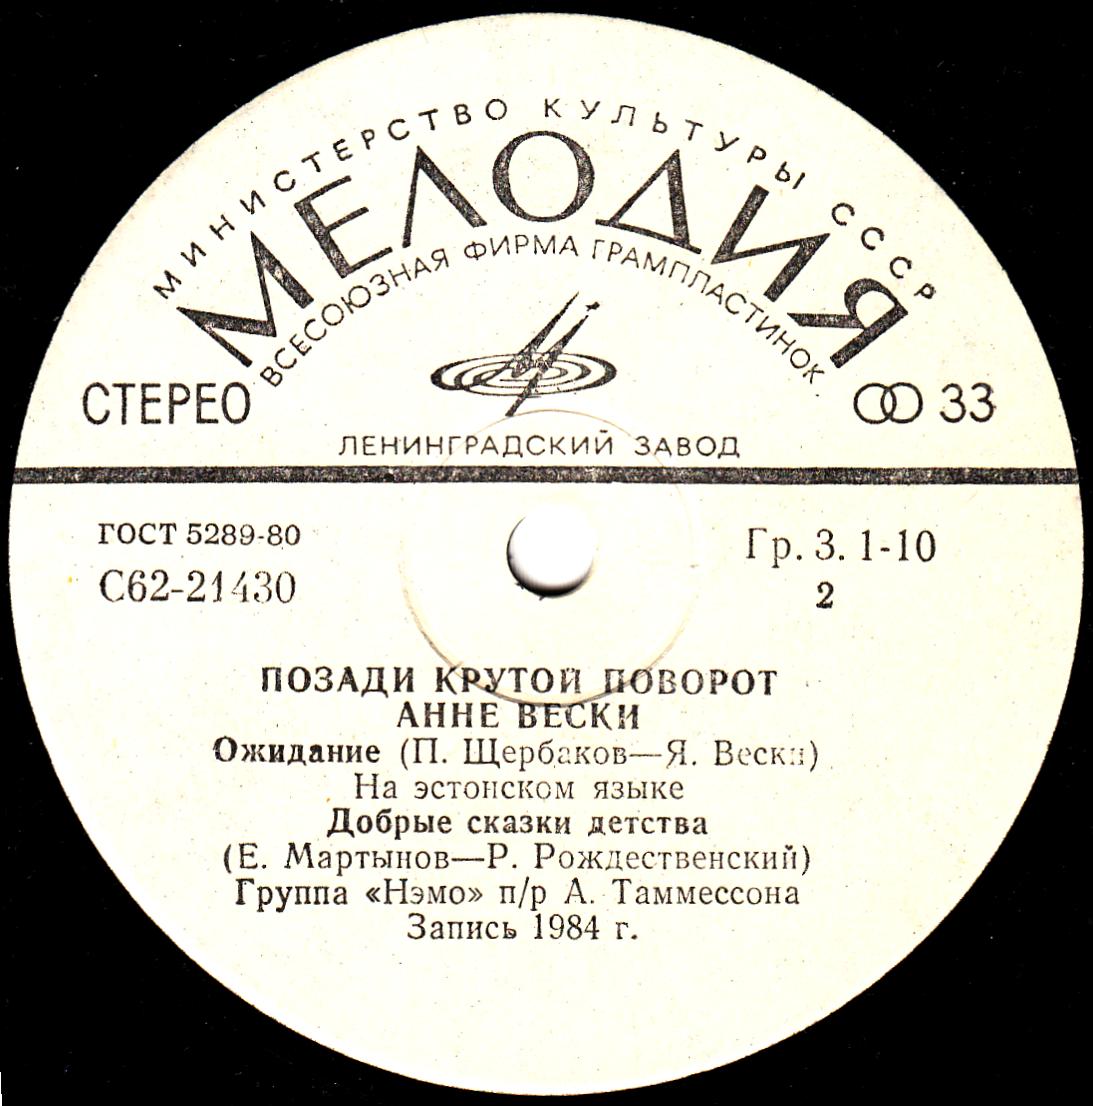 МИНИСТЕРСТВО КУЛЬТУРЫ СССР
МЕЛОДИЯ
ВСЕСОЮЗНАЯ ФИРМА ГРАМПЛАСТИНОК
СТЕРЕО
33
ЛЕНИНГРАДСКИЙ ЗАВОД
ГОСТ 5289-80
Гр. 3. 1-10
С62-21430
2
ПОЗАДИ КРУТОЙ ПОВОРОТ
АННЕ ВЕСКИ
Ожидание (П. Щербаков—Я. Вески)
На эстонском языке
Добрые сказки детства
(Е. Мартынов—Р. Рождественский)
Группа «Нэмо» п/р А. Таммессона
Запись 1984 г.